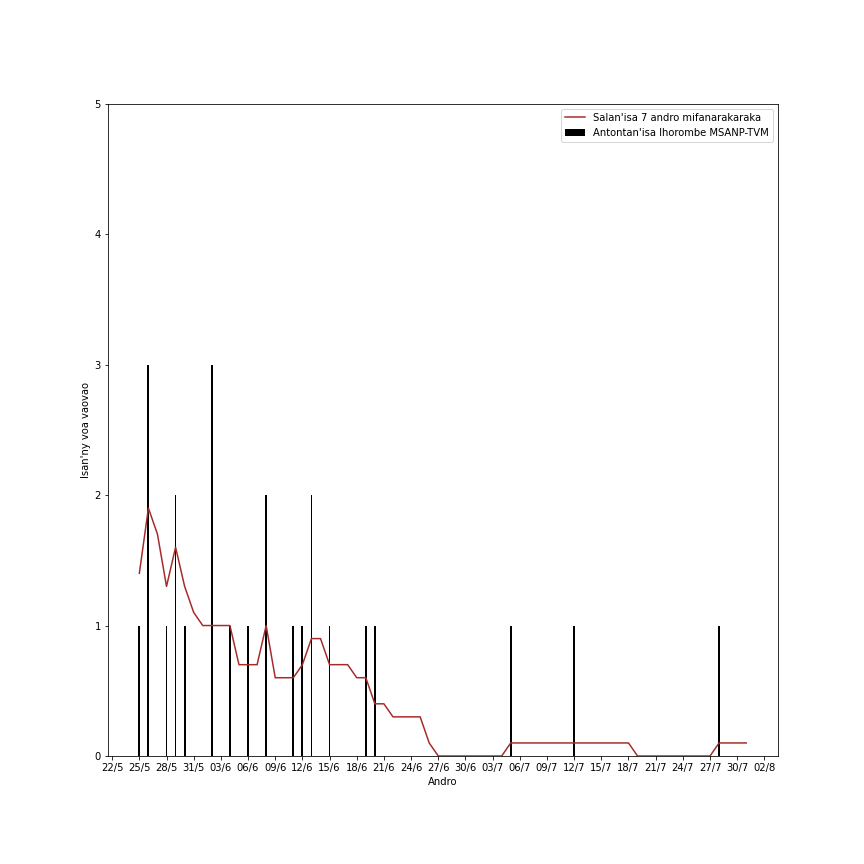 Salan'isa 7 andro mifanarakaraka
Antontan'isa Ihorombe MSANP-TVM
5
4
3
2
1
0
Isan'ny voa vaovao
22/5 25/5 28/5 31/5 03/6 06/6 09/6 12/6 15/6 18/6 21/6 24/6 27/6 30/6 03/7 06/7 09/7 12/7 15/7 18/7 21/7 24/7 27/7 30/7 02/8
Andro